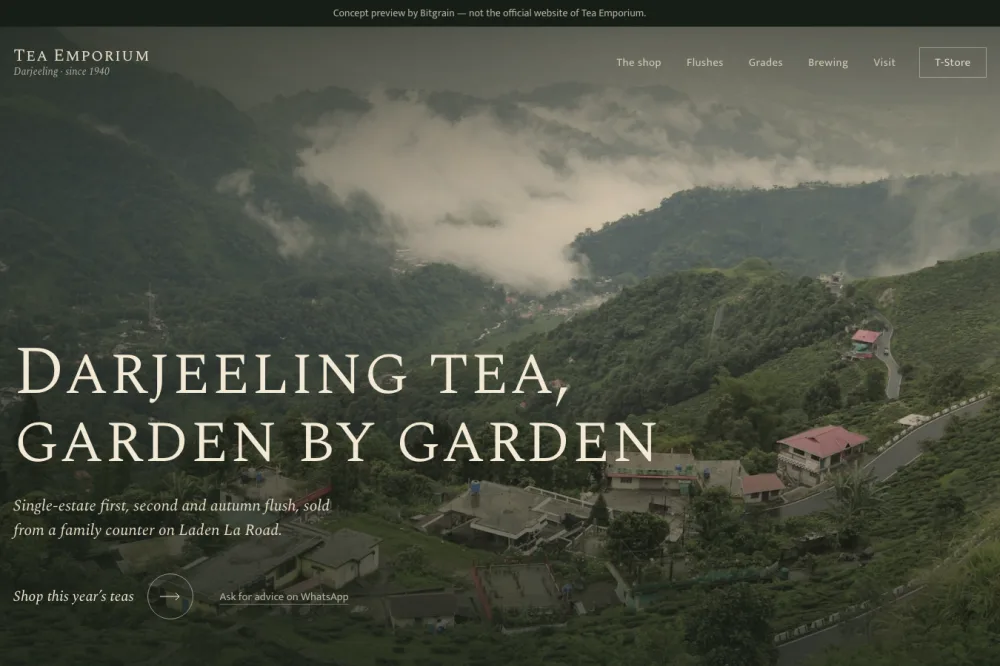 Concept preview by Bitgrain — not the official website of Tea Emporium.
Tea Emporium
Darjeeling · since 1940
The shop
Flushes
Grades
Brewing
Visit
T-Store
Darjeeling tea,
garden by garden
Single-estate first, second and autumn flush, sold
from a family counter on Laden La Road.
Shop this year's teas
Ask for advice on WhatsApp